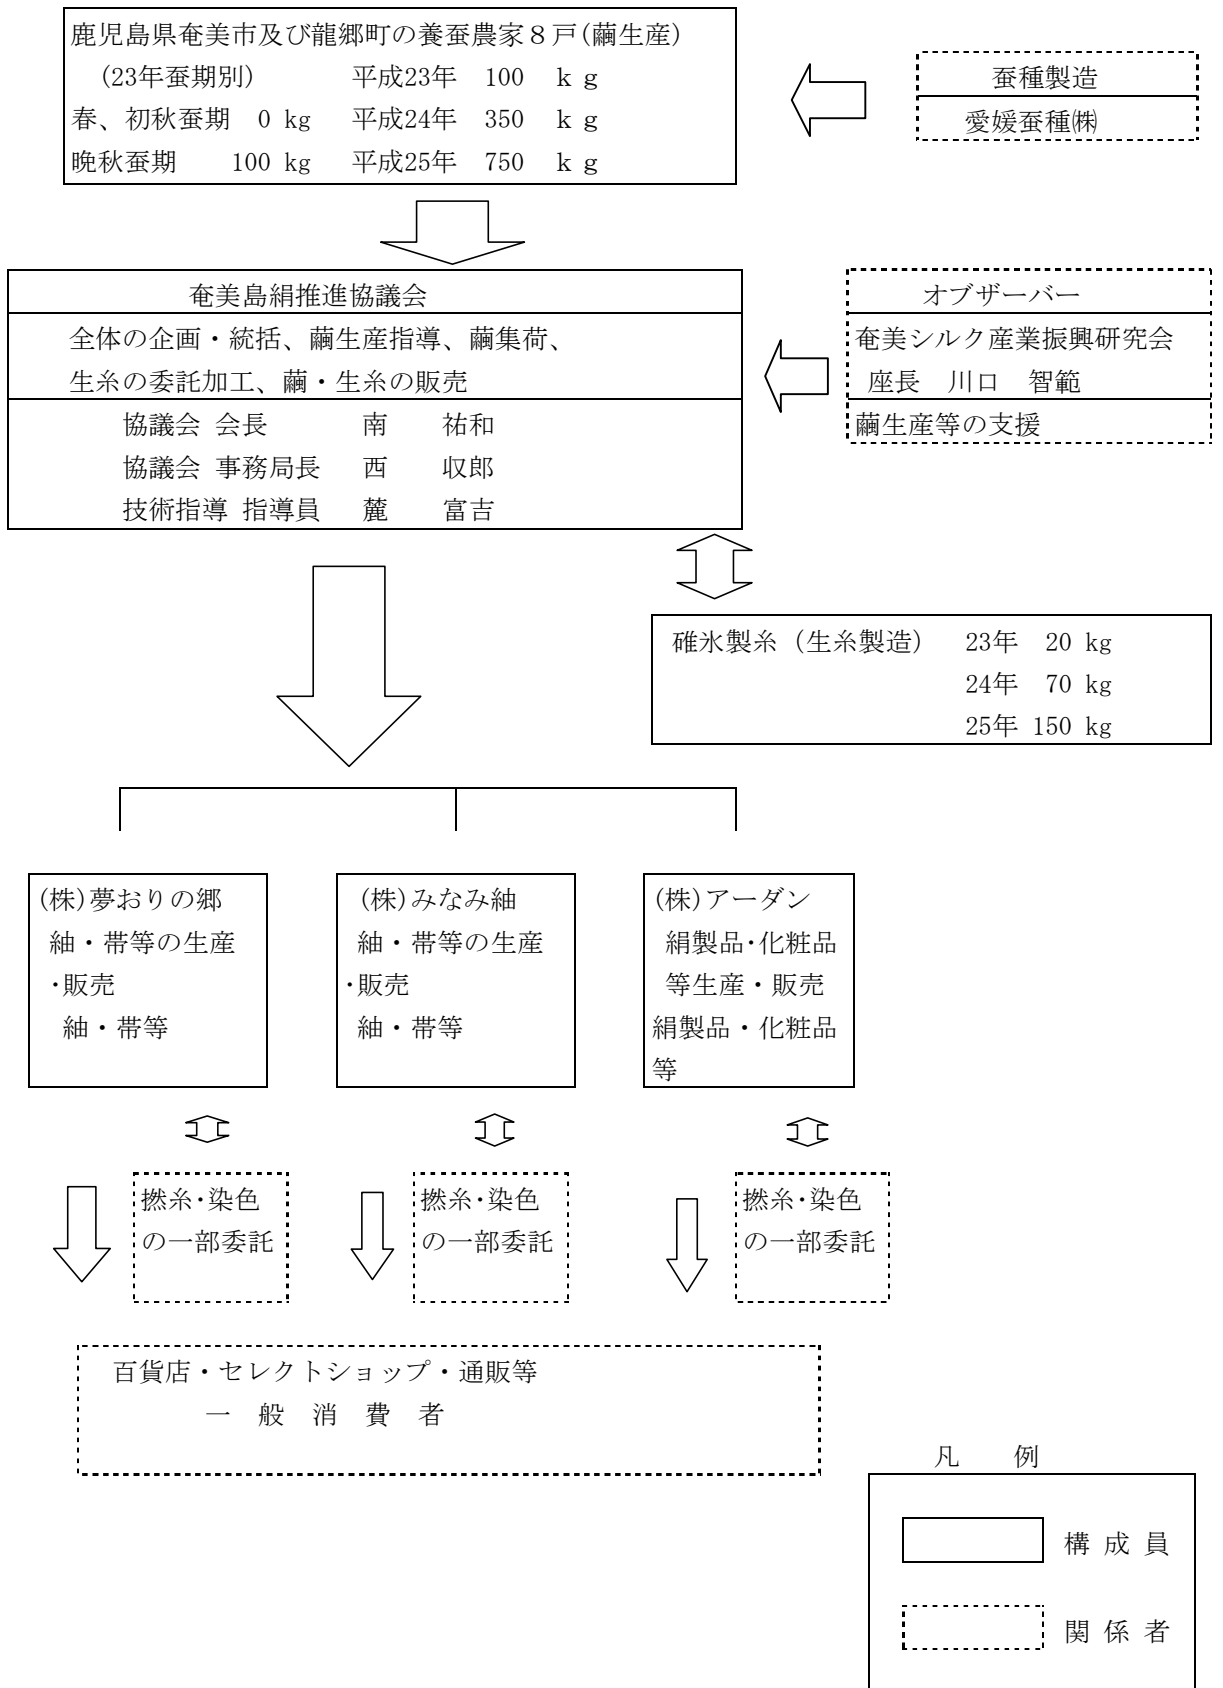 鹿児島県奄美市及び龍郷町の養蚕農家8戸(繭生産)
(23年蚕期別) 平成23年 100 kg
春、初秋蚕期 0 kg 平成24年 350 kg
晩秋蚕期 100 kg 平成25年 750 kg
蚕種製造
愛媛蚕種㈱
奄美島絹推進協議会
全体の企画・統括、繭生産指導、繭集荷、
生糸の委託加工、繭・生糸の販売
協議会 会長 南 祐和
協議会 事務局長 西 収郎
技術指導 指導員 麓 富吉
オブザーバー
奄美シルク産業振興研究会
座長 川口 智範
繭生産等の支援
碓氷製糸(生糸製造) 23年 20 kg
24年 70 kg
25年 150 kg
(株)夢おりの郷
紬・帯等の生産
・販売
紬・帯等
(株)みなみ紬
紬・帯等の生産
・販売
紬・帯等
(株)アーダン
絹製品・化粧品
等生産・販売
絹製品・化粧品
等
撚糸・染色
の一部委託
撚糸・染色
の一部委託
撚糸・染色
の一部委託
百貨店・セレクトショップ・通販等
一 般 消 費 者
凡 例
構 成 員
関 係 者